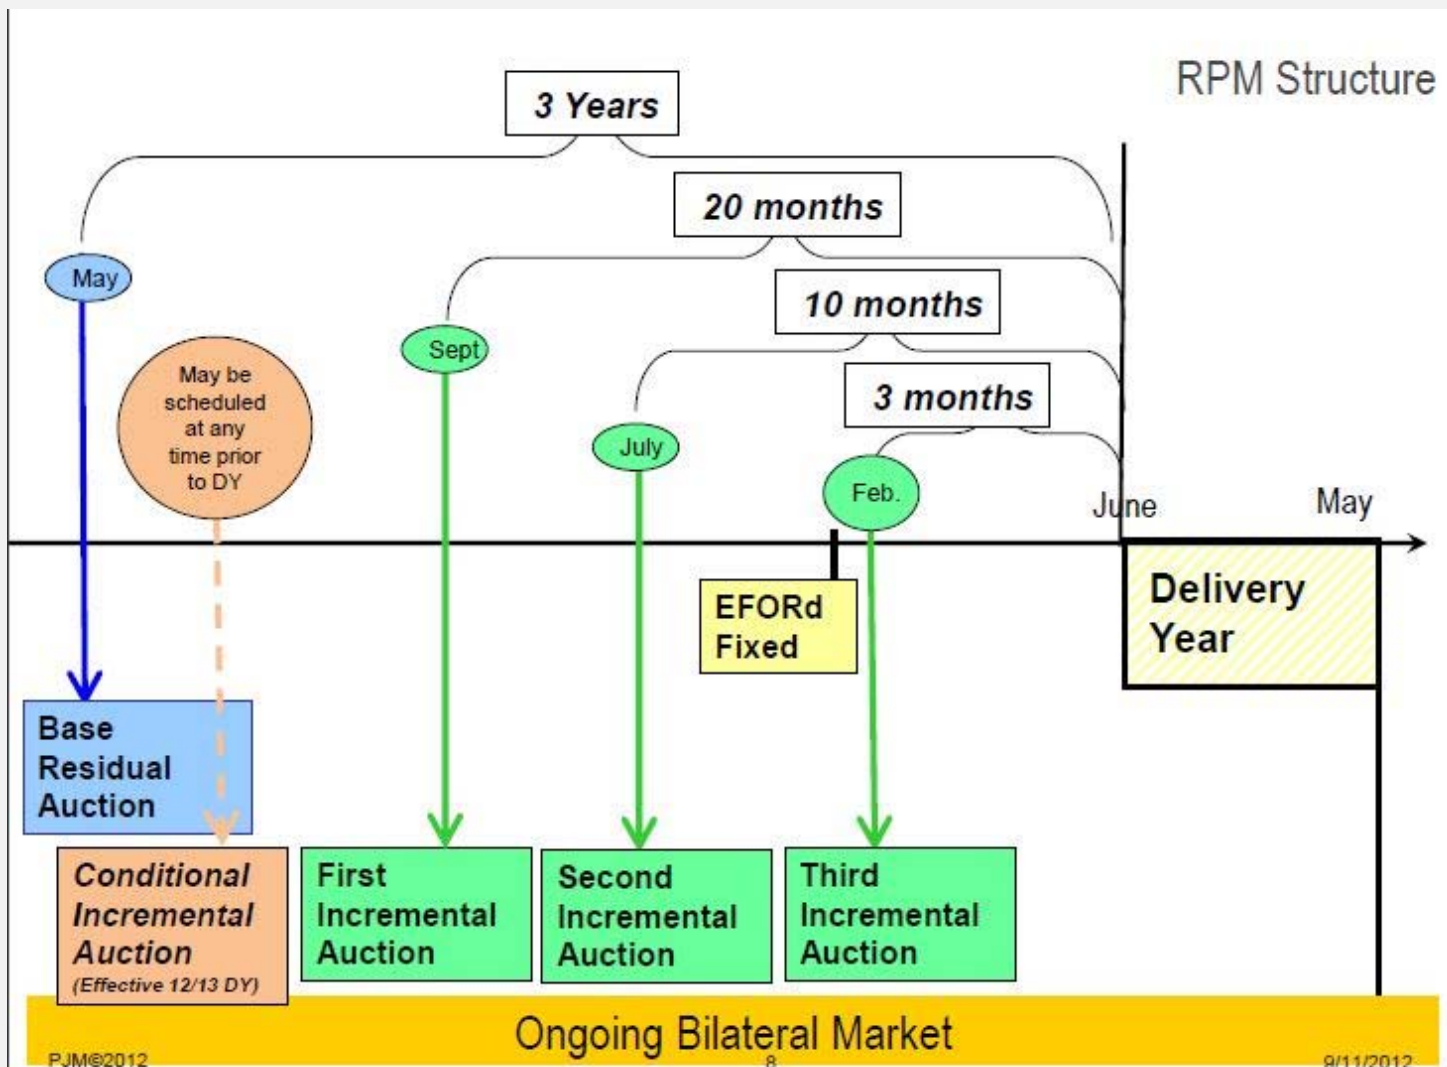 RPM Structure
3 Years
20 months
10 months
3 months
May
Sept
July
Feb.
May be
scheduled
at any
time prior
to DY
June
May
EFORd
Fixed
Delivery
Year
Base
Residual
Auction
Conditional
Incremental
Auction
(Effective 12/13 DY)
First
Incremental
Auction
Second
Incremental
Auction
Third
Incremental
Auction
Ongoing Bilateral Market
PJM©2012
8
9/11/2012